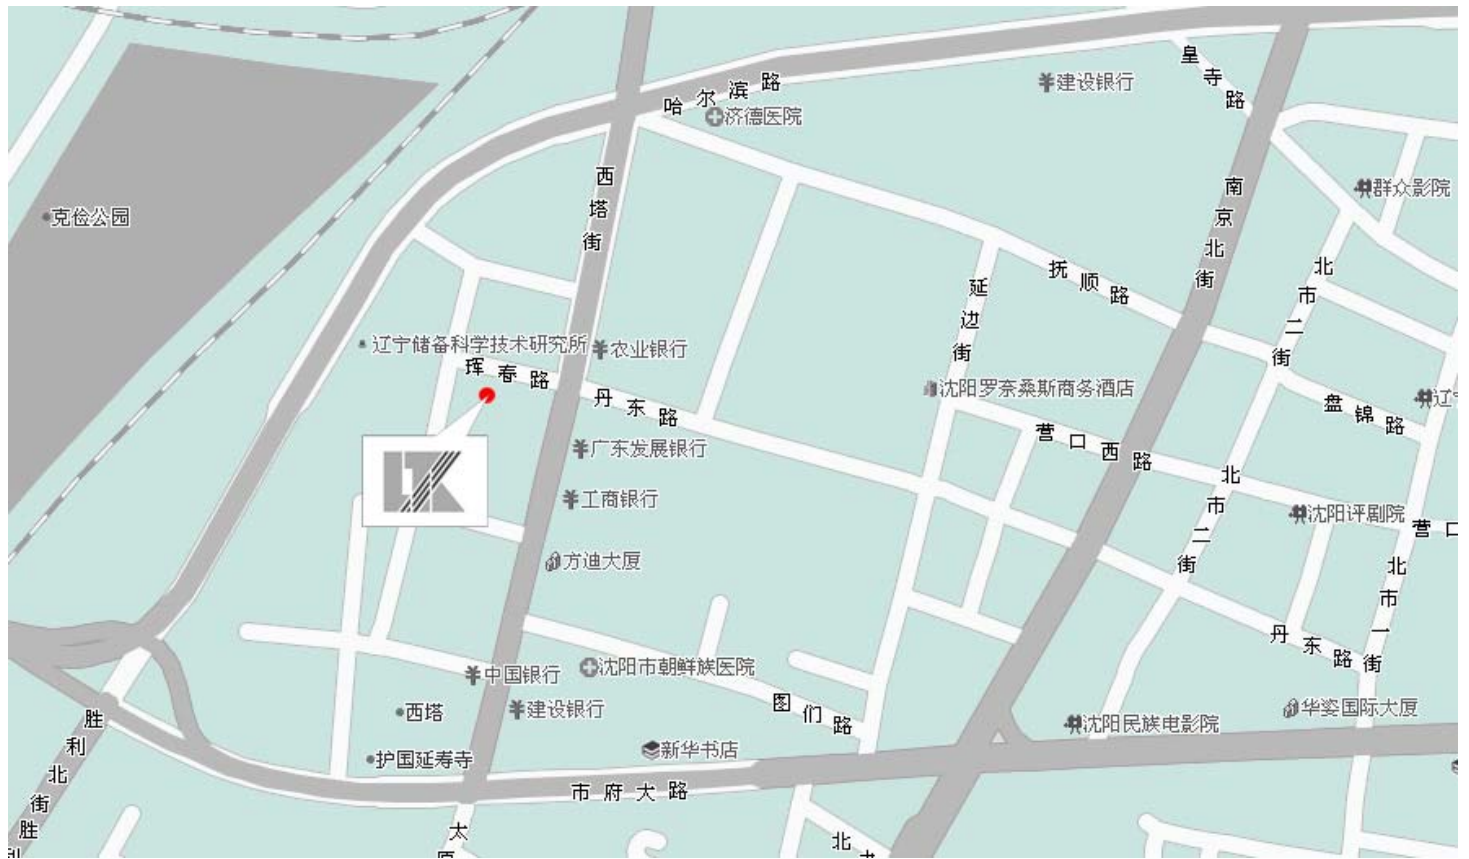 哈尔滨路
济德医院
建设银行
皇寺路
群众影院
克俭公园
西塔街
南京北街
抚顺路
延边街
北市二街
辽宁储备科学技术研究所
农业银行
珲春路
丹东路
沈阳罗奈桑斯商务酒店
盘锦路
辽宁
营口西路
广东发展银行
工商银行
北市二街
沈阳评剧院
营口
方迪大厦
北市一街
丹东路
中国银行
沈阳市朝鲜族医院
西塔
建设银行
图们路
沈阳民族电影院
华姿国际大厦
新华书店
护国延寿寺
胜利北街
市府大路
胜利
太原
北